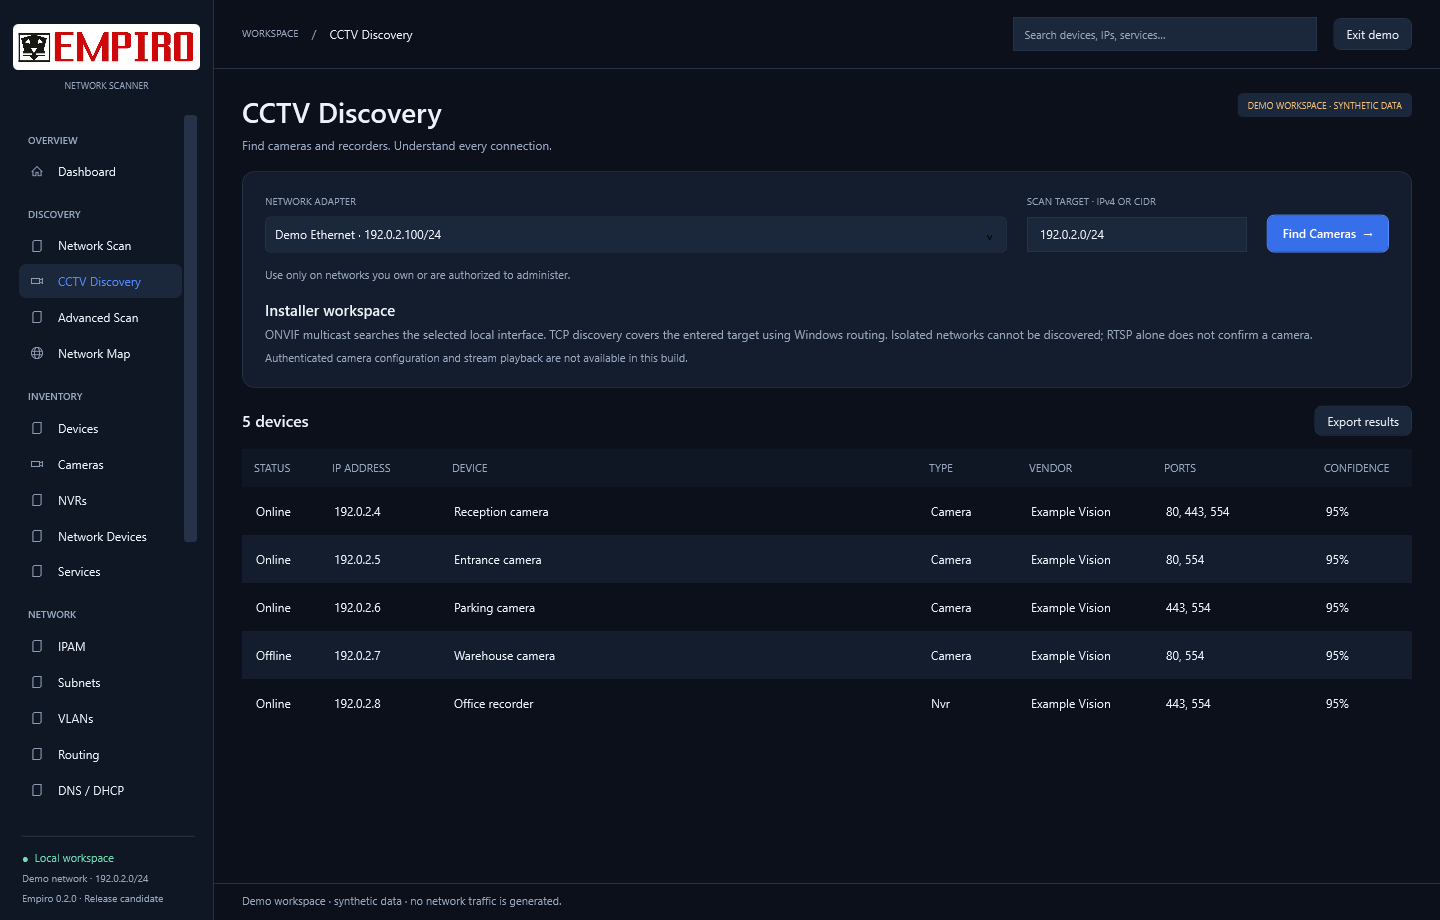 EMPIRO
NETWORK SCANNER
OVERVIEW
Dashboard
DISCOVERY
Network Scan
CCTV Discovery
Advanced Scan
Network Map
INVENTORY
Devices
Cameras
NVRs
Network Devices
Services
NETWORK
IPAM
Subnets
VLANs
Routing
DNS / DHCP
● Local workspace
Demo network · 192.0.2.0/24
Empiro 0.2.0 · Release candidate
WORKSPACE / CCTV Discovery
Search devices, IPs, services...
Exit demo
CCTV Discovery
DEMO WORKSPACE · SYNTHETIC DATA
Find cameras and recorders. Understand every connection.
NETWORK ADAPTER
SCAN TARGET · IPv4 OR CIDR
Demo Ethernet · 192.0.2.100/24
192.0.2.0/24
Find Cameras →
Use only on networks you own or are authorized to administer.
Installer workspace
ONVIF multicast searches the selected local interface. TCP discovery covers the entered target using Windows routing. Isolated networks cannot be discovered; RTSP alone does not confirm a camera.
Authenticated camera configuration and stream playback are not available in this build.
5 devices
Export results
STATUS IP ADDRESS DEVICE TYPE VENDOR PORTS CONFIDENCE
Online 192.0.2.4 Reception camera Camera Example Vision 80, 443, 554 95%
Online 192.0.2.5 Entrance camera Camera Example Vision 80, 554 95%
Online 192.0.2.6 Parking camera Camera Example Vision 443, 554 95%
Offline 192.0.2.7 Warehouse camera Camera Example Vision 80, 554 95%
Online 192.0.2.8 Office recorder Nvr Example Vision 443, 554 95%
Demo workspace · synthetic data · no network traffic is generated.